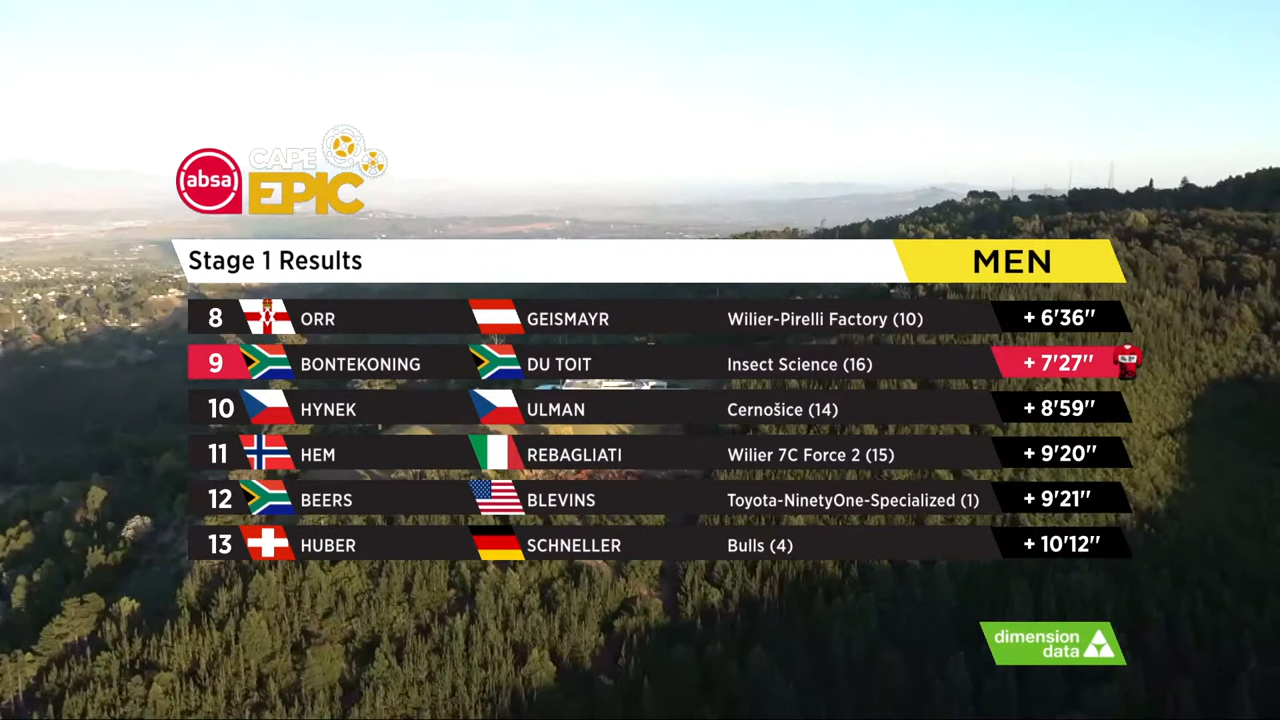 absa CAPE EPIC
Stage 1 Results MEN
8 ORR GEISMAYR Wilier-Pirelli Factory (10) + 6'36"
9 BONTEKONING DU TOIT Insect Science (16) + 7'27"
10 HYNEK ULMAN Cernošice (14) + 8'59"
11 HEM REBAGLIATI Wilier 7C Force 2 (15) + 9'20"
12 BEERS BLEVINS Toyota-NinetyOne-Specialized (1) + 9'21"
13 HUBER SCHNELLER Bulls (4) + 10'12"
dimension
data